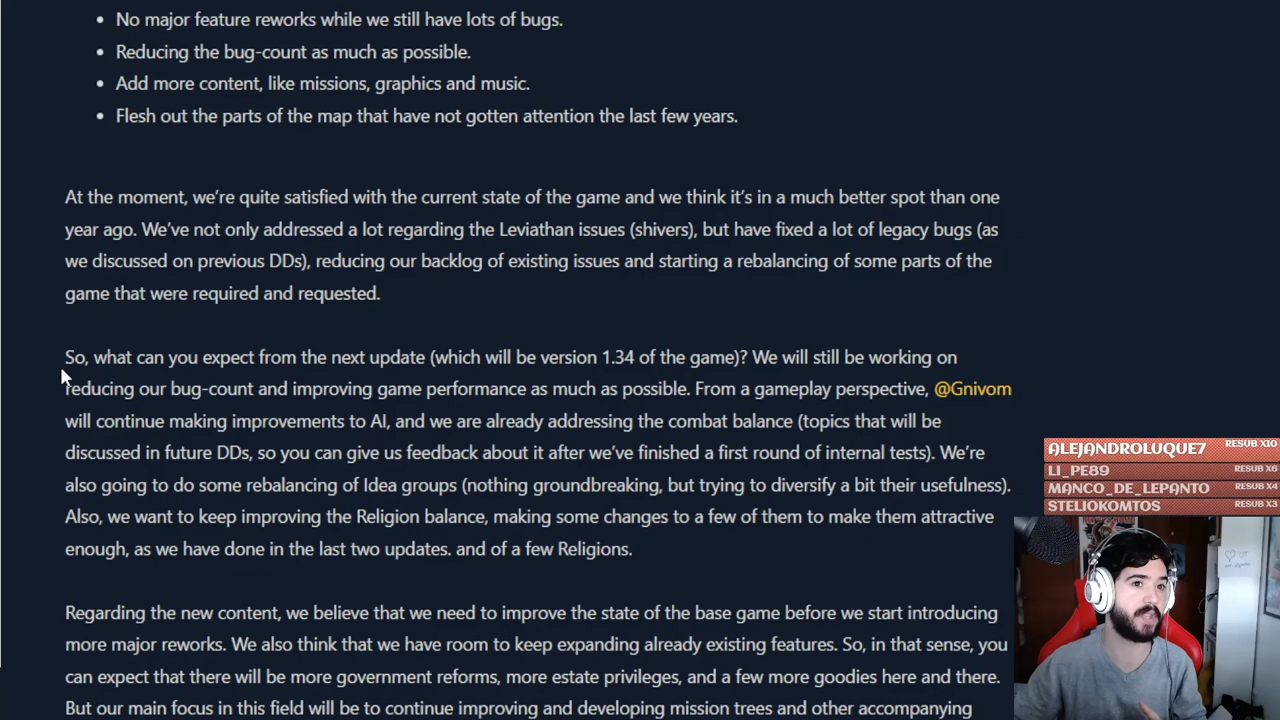 No major feature reworks while we still have lots of bugs.
Reducing the bug-count as much as possible.
Add more content, like missions, graphics and music.
Flesh out the parts of the map that have not gotten attention the last few years.
At the moment, we're quite satisfied with the current state of the game and we think it's in a much better spot than one
year ago. We've not only addressed a lot regarding the Leviathan issues (shivers), but have fixed a lot of legacy bugs (as
we discussed on previous DDs), reducing our backlog of existing issues and starting a rebalancing of some parts of the
game that were required and requested.
So, what can you expect from the next update (which will be version 1.34 of the game)? We will still be working on
reducing our bug-count and improving game performance as much as possible. From a gameplay perspective, @Gnivom
will continue making improvements to AI, and we are already addressing the combat balance (topics that will be
discussed in future DDs, so you can give us feedback about it after we've finished a first round of internal tests). We're
also going to do some rebalancing of Idea groups (nothing groundbreaking, but trying to diversify a bit their usefulness).
Also, we want to keep improving the Religion balance, making some changes to a few of them to make them attractive
enough, as we have done in the last two updates. and of a few Religions.
Regarding the new content, we believe that we need to improve the state of the base game before we start introducing
more major reworks. We also think that we have room to keep expanding already existing features. So, in that sense, you
can expect that there will be more government reforms, more estate privileges, and a few more goodies here and there.
But our main focus in this field will be to continue improving and developing mission trees and other accompanying
ALEJANDROLUQUE7 RESUB X10
LI_PE89 RESUB X6
MANCO_DE_LEPANTO RESUB X4
STELIOKOMTOS RESUB X3